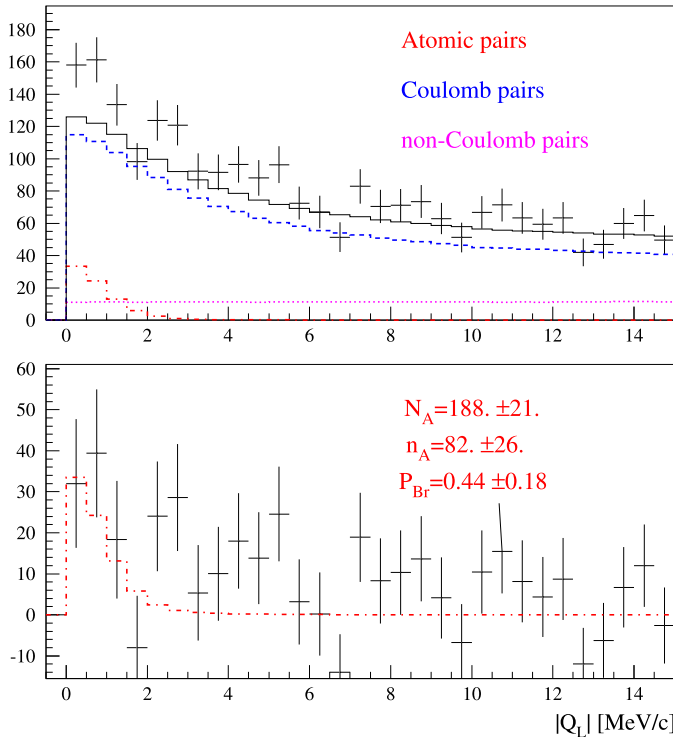 180
160
140
120
100
80
60
40
20
0
Atomic pairs
Coulomb pairs
non-Coulomb pairs
0 2 4 6 8 10 12 14
60
50
40
30
20
10
0
-10
N_A=188. ±21.
n_A=82. ±26.
P_Br=0.44 ±0.18
0 2 4 6 8 10 12 14
|Q_L| [MeV/c]